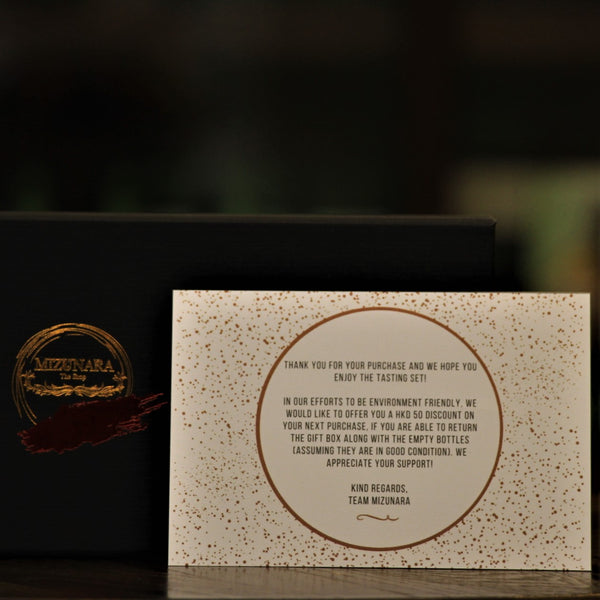 MIZUNARA
The Shop
THANK YOU FOR YOUR PURCHASE AND WE HOPE YOU
ENJOY THE TASTING SET!
IN OUR EFFORTS TO BE ENVIRONMENT FRIENDLY, WE
WOULD LIKE TO OFFER YOU A HKD 50 DISCOUNT ON
YOUR NEXT PURCHASE, IF YOU ARE ABLE TO RETURN
THE GIFT BOX ALONG WITH THE EMPTY BOTTLES
(ASSUMING THEY ARE IN GOOD CONDITION). WE
APPRECIATE YOUR SUPPORT!
KIND REGARDS,
TEAM MIZUNARA